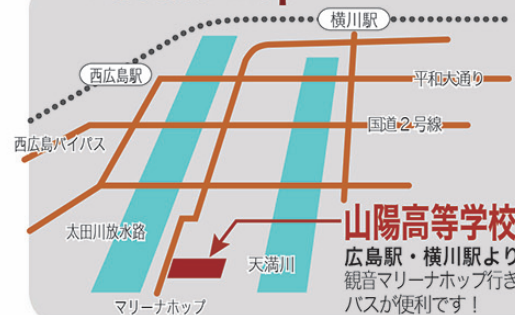 横川駅
西広島駅
平和大通り
国道2号線
西広島バイパス
太田川放水路
天満川
マリーナホップ
山陽高等学校
広島駅・横川駅より
観音マリーナホップ行き
バスが便利です！